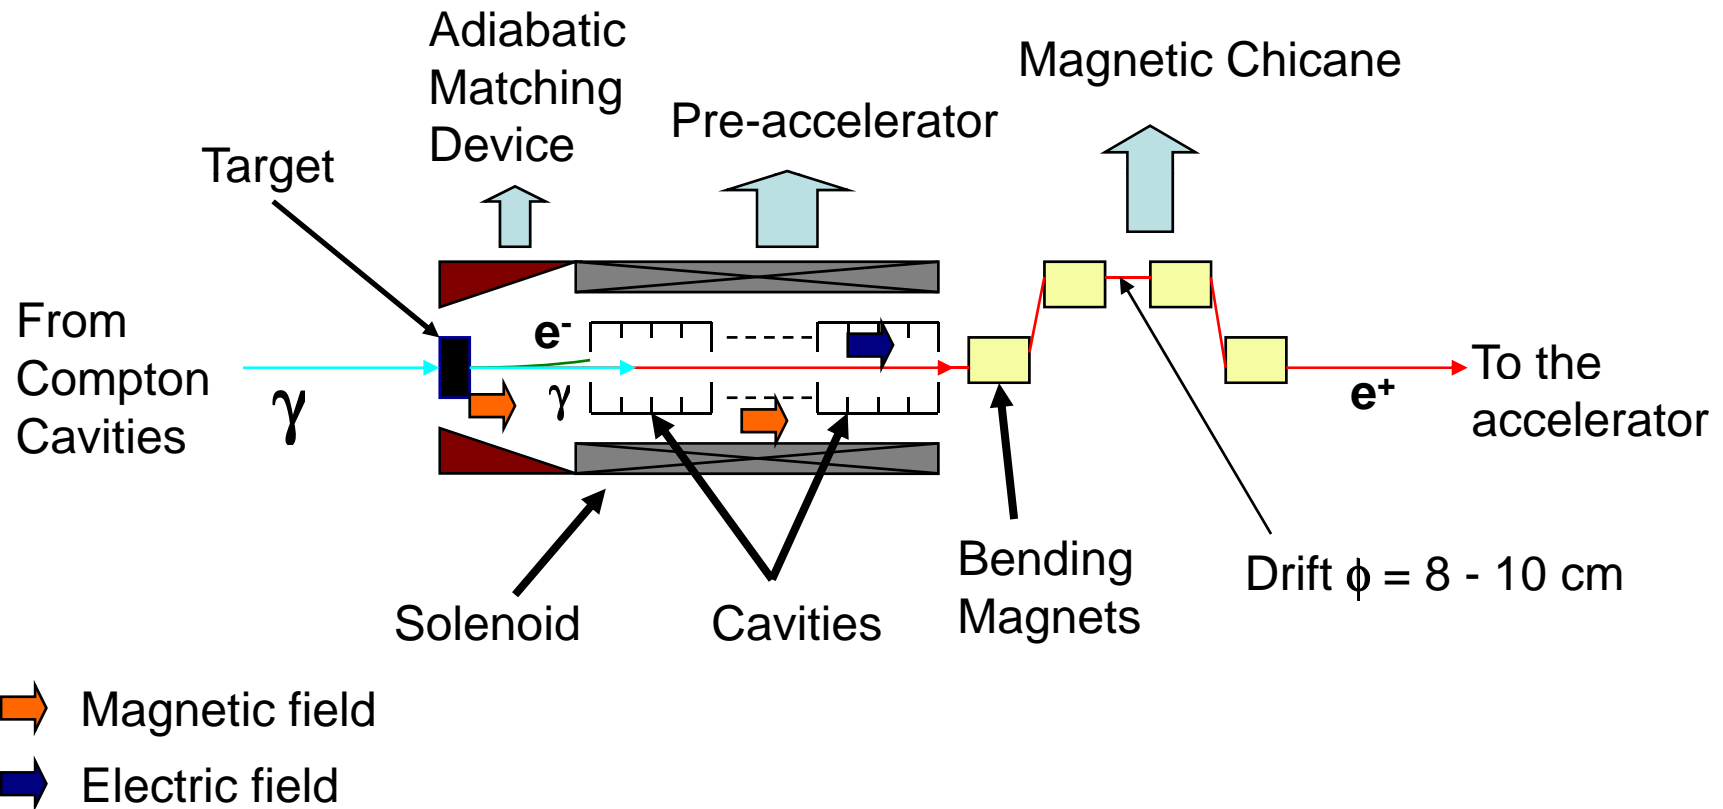 Adiabatic
Matching
Device
Magnetic Chicane
Pre-accelerator
Target
From
Compton
Cavities
γ
e-
γ
e+
To the
accelerator
Bending
Magnets
Drift ϕ = 8 - 10 cm
Solenoid
Cavities
Magnetic field
Electric field